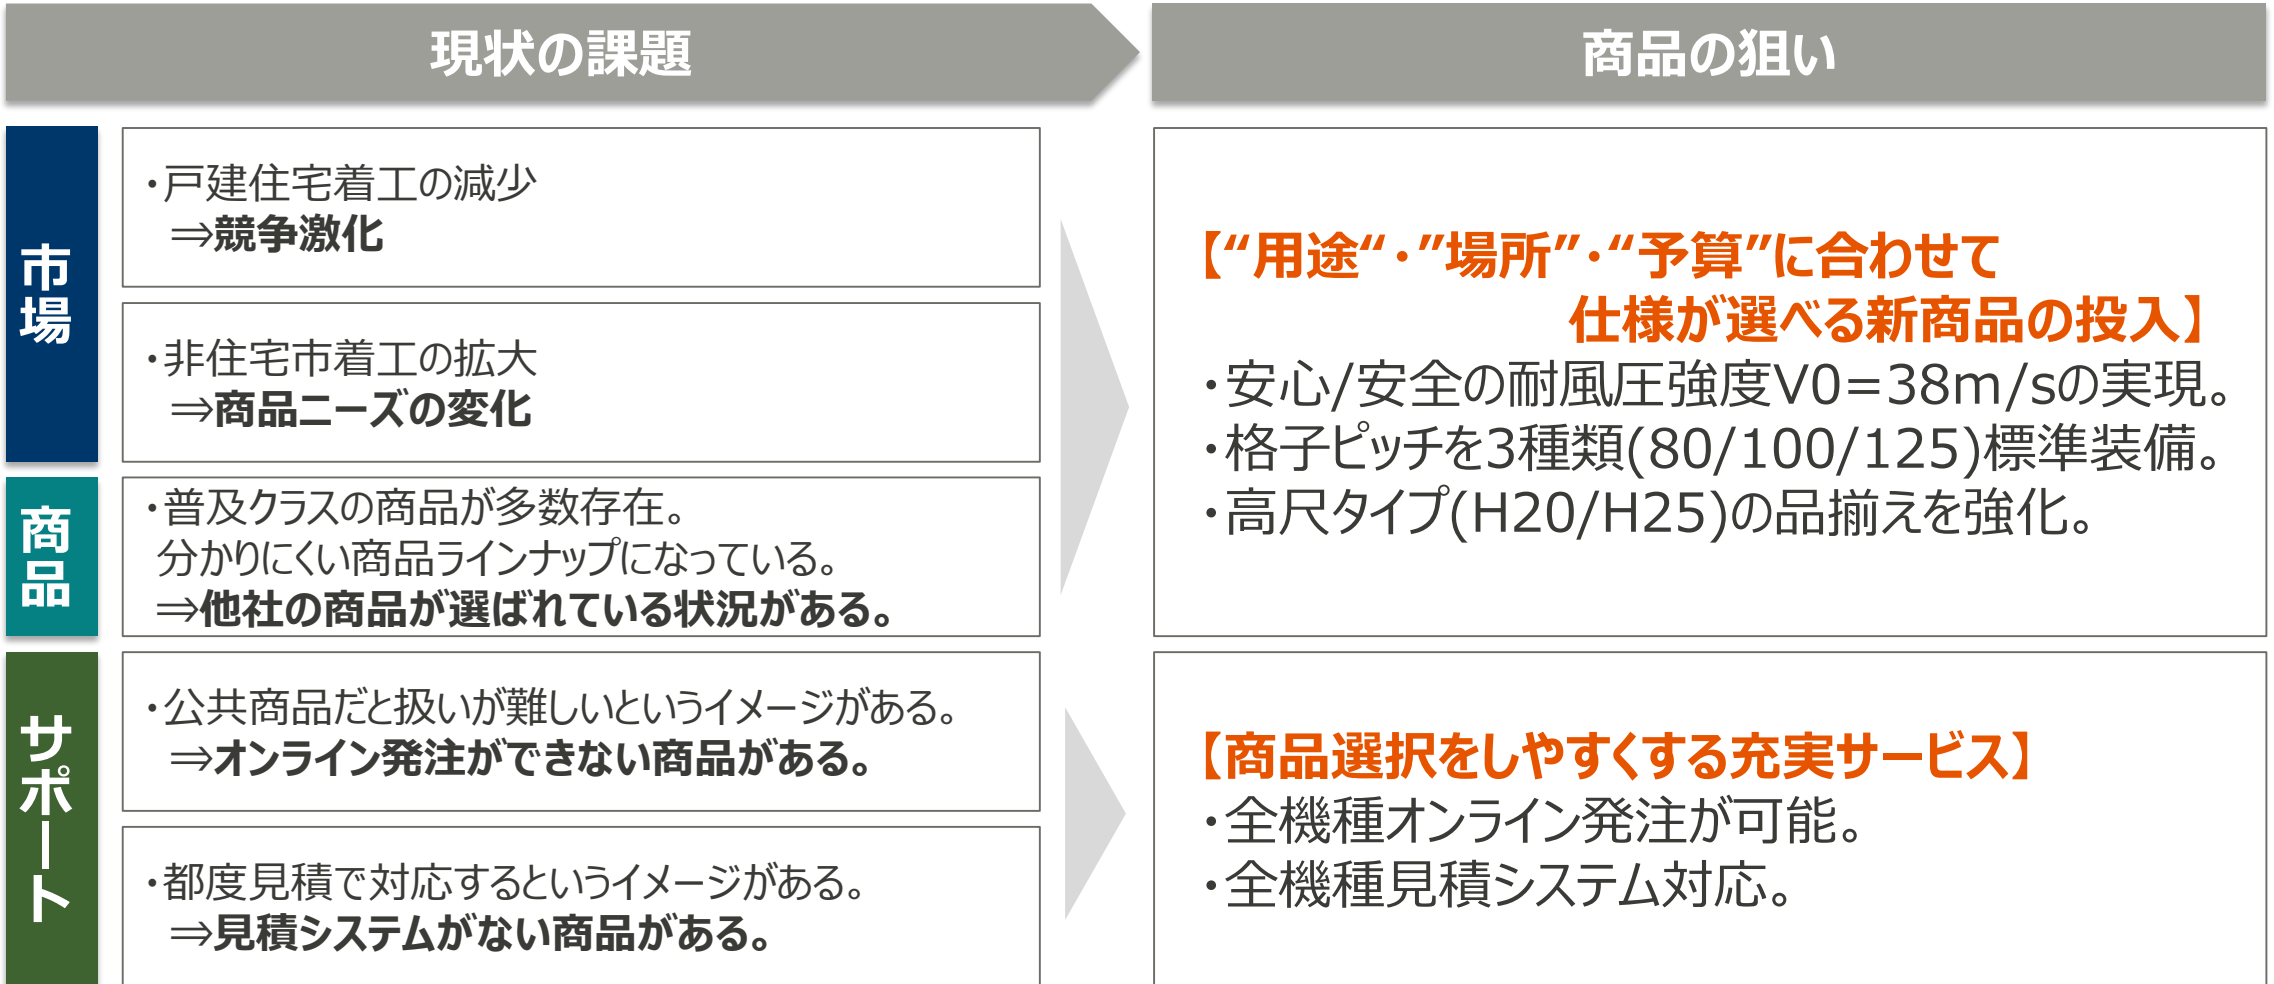 現状の課題
商品の狙い
市場
・戸建住宅着工の減少
⇒競争激化
・非住宅市着工の拡大
⇒商品ニーズの変化
商品
・普及クラスの商品が多数存在。
分かりにくい商品ラインナップになっている。
⇒他社の商品が選ばれている状況がある。
【“用途“・”場所”・“予算”に合わせて
仕様が選べる新商品の投入】
・安心/安全の耐風圧強度V0=38m/sの実現。
・格子ピッチを3種類(80/100/125)標準装備。
・高尺タイプ(H20/H25)の品揃えを強化。
サポート
・公共商品だと扱いが難しいというイメージがある。
⇒オンライン発注ができない商品がある。
・都度見積で対応するというイメージがある。
⇒見積システムがない商品がある。
【商品選択をしやすくする充実サービス】
・全機種オンライン発注が可能。
・全機種見積システム対応。